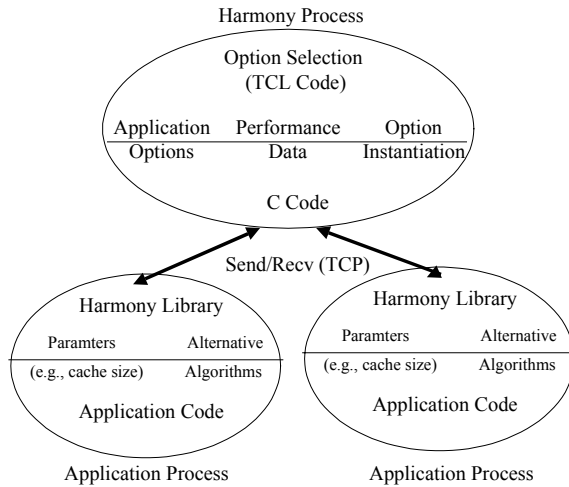 Harmony Process
Option Selection
(TCL Code)
Application Performance Option
Options Data Instantiation
C Code
Send/Recv (TCP)
Harmony Library
Paramters Alternative
(e.g., cache size) Algorithms
Application Code
Application Process
Harmony Library
Paramters Alternative
(e.g., cache size) Algorithms
Application Code
Application Process